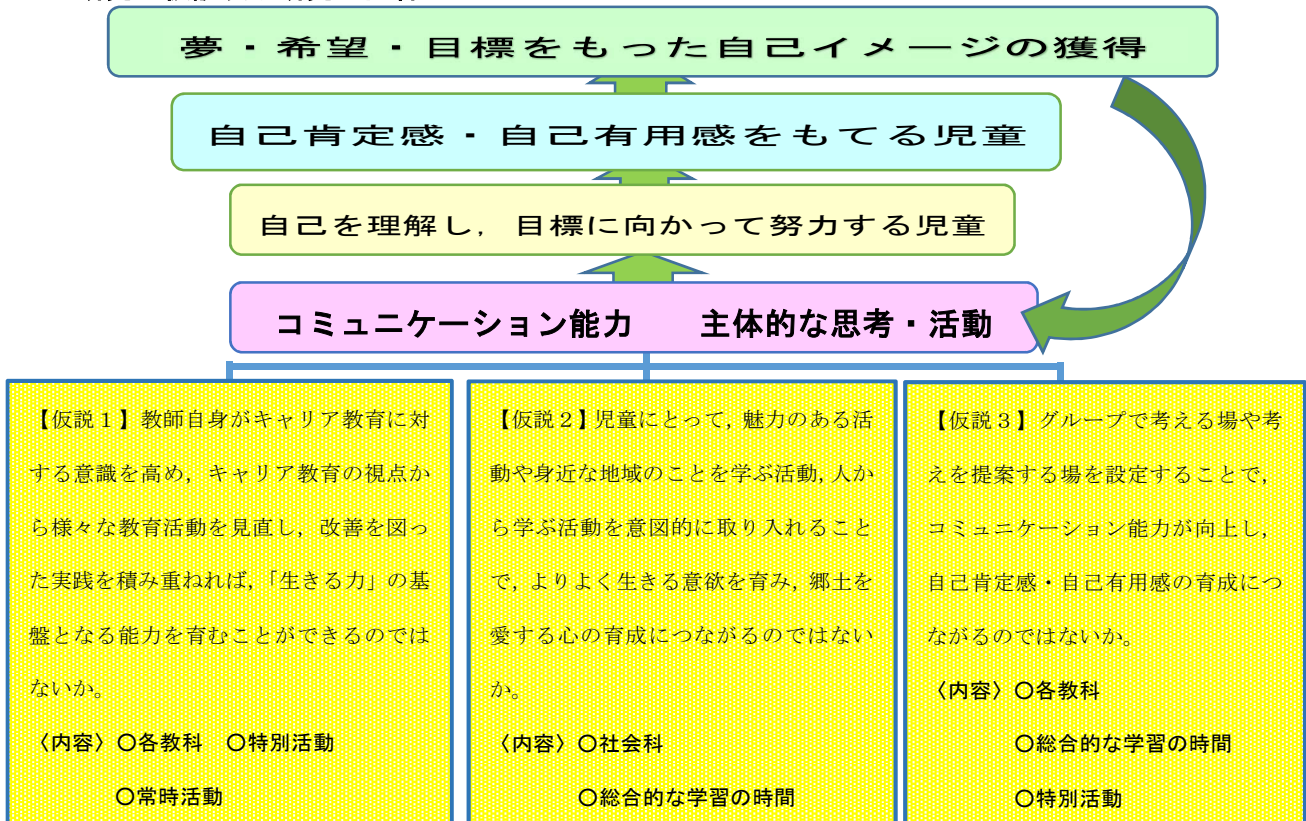 夢・希望・目標をもった自己イメージの獲得
自己肯定感・自己有用感をもてる児童
自己を理解し，目標に向かって努力する児童
コミュニケーション能力　　主体的な思考・活動
【仮説１】教師自身がキャリア教育に対
する意識を高め，キャリア教育の視点か
ら様々な教育活動を見直し，改善を図っ
た実践を積み重ねれば，「生きる力」の基
盤となる能力を育むことができるのでは
ないか。
〈内容〉〇各教科　〇特別活動
〇常時活動
【仮説２】児童にとって，魅力のある活
動や身近な地域のことを学ぶ活動，人か
ら学ぶ活動を意図的に取り入れること
で，よりよく生きる意欲を育み，郷土を
愛する心の育成につながるのではない
か。
〈内容〉〇社会科
〇総合的な学習の時間
【仮説３】グループで考える場や考
えを提案する場を設定することで，
コミュニケーション能力が向上し，
自己肯定感・自己有用感の育成につ
ながるのではないか。
〈内容〉〇各教科
〇総合的な学習の時間
〇特別活動